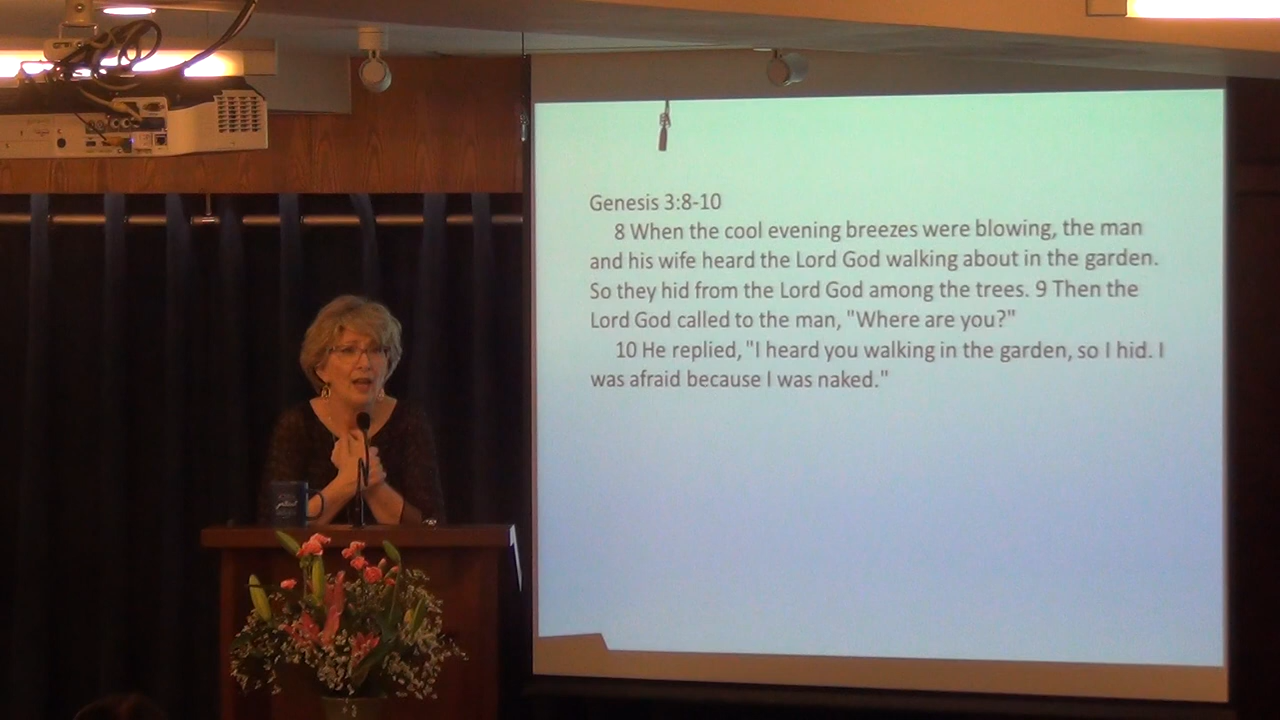 Genesis 3:8-10
8 When the cool evening breezes were blowing, the man
and his wife heard the Lord God walking about in the garden.
So they hid from the Lord God among the trees. 9 Then the
Lord God called to the man, "Where are you?"
10 He replied, "I heard you walking in the garden, so I hid. I
was afraid because I was naked."